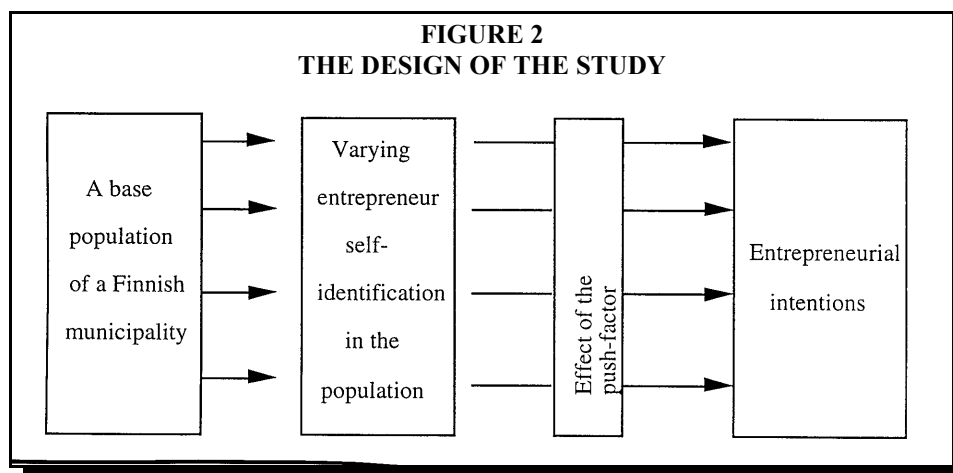 FIGURE 2
THE DESIGN OF THE STUDY
A base
population
of a Finnish
municipality
Varying
entrepreneur
self-
identification
in the
population
Effect of the
push-factor
Entrepreneurial
intentions